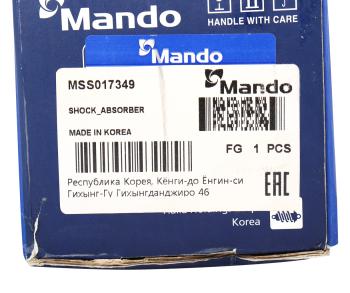 Mando
HANDLE WITH CARE
Mando
MSS017349
Mando
SHOCK_ABSORBER
MADE IN KOREA
FG 1 PCS
Республика Корея, Кёнги-до Ёнгин-си
Гихынг-Гу Гихынгданджиро 46
EAC
Korea